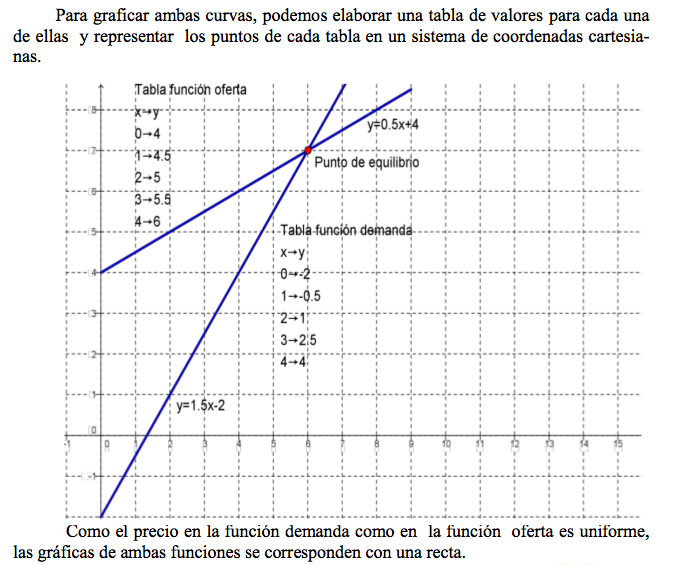 Para graficar ambas curvas, podemos elaborar una tabla de valores para cada una
de ellas y representar los puntos de cada tabla en un sistema de coordenadas cartesia-
nas.
Tabla función oferta
x→y
0→4
1→4.5
2→5
3→5.5
4→6
y=0.5x+4
Punto de equilibrio
Tabla función demanda
x→y
0→-2
1→-0.5
2→1
3→2.5
4→4
y=1.5x-2
8
7
6
5
4
3
2
1
0
-1
-1 0 1 2 3 4 5 6 7 8 9 10 11 12 13 14 15
Como el precio en la función demanda como en la función oferta es uniforme,
las gráficas de ambas funciones se corresponden con una recta.